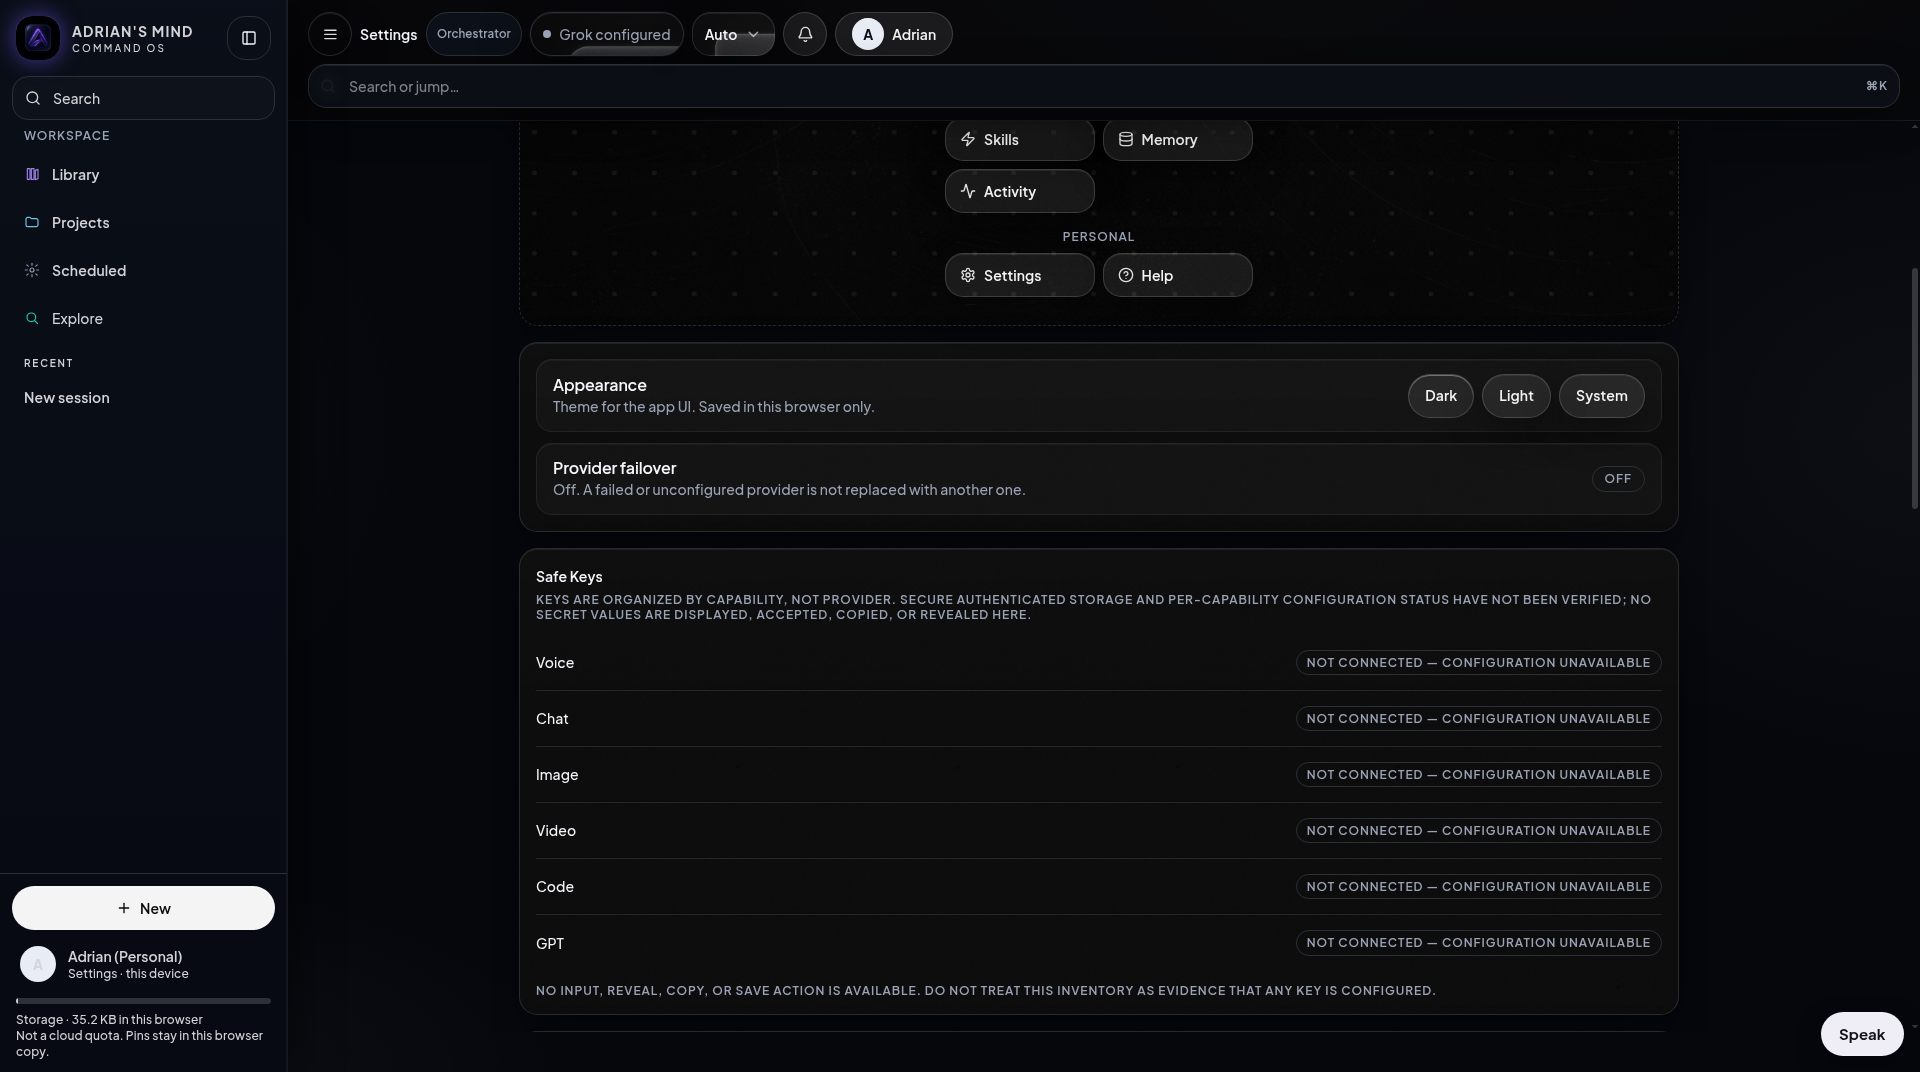 ADRIAN'S MIND
COMMAND OS
Search
WORKSPACE
Library
Projects
Scheduled
Explore
RECENT
New session
New
A
Adrian (Personal)
Settings · this device
Storage · 35.2 KB in this browser
Not a cloud quota. Pins stay in this browser
copy.
Settings
Orchestrator
Grok configured
Auto
A
Adrian
Search or jump…
⌘K
Skills
Memory
Activity
PERSONAL
Settings
Help
Appearance
Theme for the app UI. Saved in this browser only.
Dark
Light
System
Provider failover
Off. A failed or unconfigured provider is not replaced with another one.
OFF
Safe Keys
KEYS ARE ORGANIZED BY CAPABILITY, NOT PROVIDER. SECURE AUTHENTICATED STORAGE AND PER-CAPABILITY CONFIGURATION STATUS HAVE NOT BEEN VERIFIED; NO
SECRET VALUES ARE DISPLAYED, ACCEPTED, COPIED, OR REVEALED HERE.
Voice
NOT CONNECTED — CONFIGURATION UNAVAILABLE
Chat
NOT CONNECTED — CONFIGURATION UNAVAILABLE
Image
NOT CONNECTED — CONFIGURATION UNAVAILABLE
Video
NOT CONNECTED — CONFIGURATION UNAVAILABLE
Code
NOT CONNECTED — CONFIGURATION UNAVAILABLE
GPT
NOT CONNECTED — CONFIGURATION UNAVAILABLE
NO INPUT, REVEAL, COPY, OR SAVE ACTION IS AVAILABLE. DO NOT TREAT THIS INVENTORY AS EVIDENCE THAT ANY KEY IS CONFIGURED.
Speak